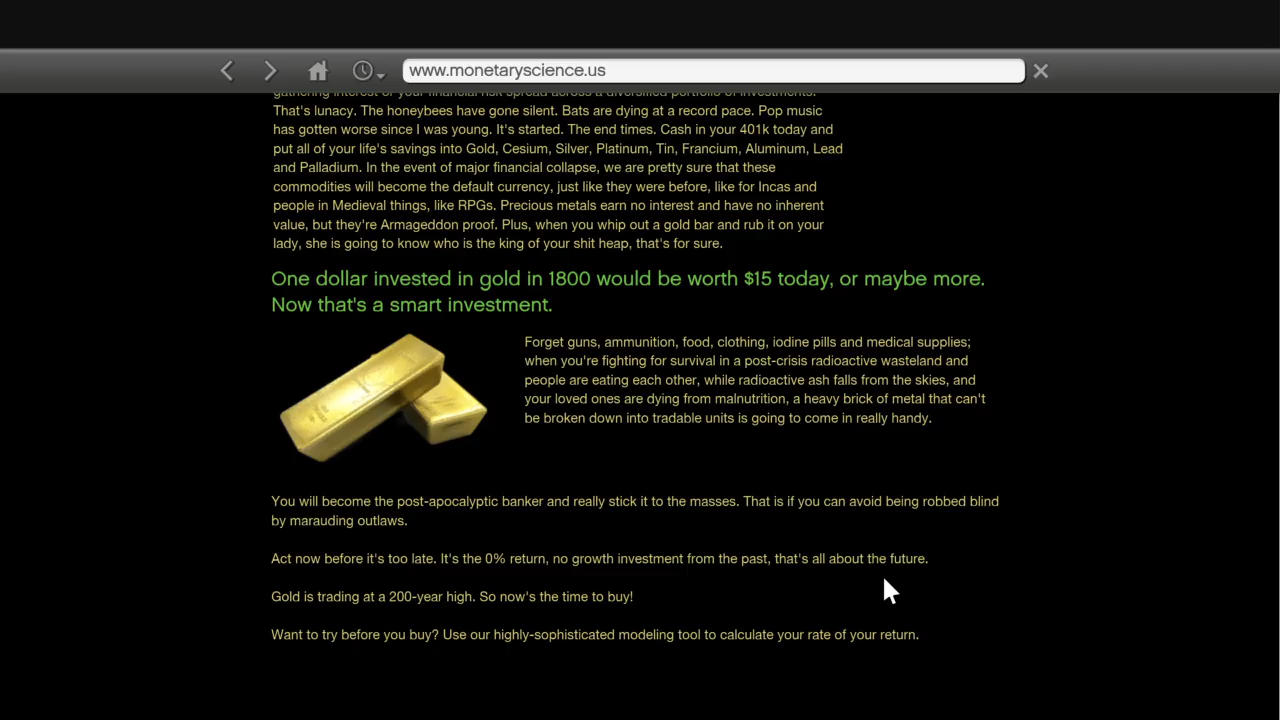 www.monetaryscience.us
gathering interest of your financial risk spread across a diversified portfolio of investments.
That's lunacy. The honeybees have gone silent. Bats are dying at a record pace. Pop music
has gotten worse since I was young. It's started. The end times. Cash in your 401k today and
put all of your life's savings into Gold, Cesium, Silver, Platinum, Tin, Francium, Aluminum, Lead
and Palladium. In the event of major financial collapse, we are pretty sure that these
commodities will become the default currency, just like they were before, like for Incas and
people in Medieval things, like RPGs. Precious metals earn no interest and have no inherent
value, but they're Armageddon proof. Plus, when you whip out a gold bar and rub it on your
lady, she is going to know who is the king of your shit heap, that's for sure.
One dollar invested in gold in 1800 would be worth $15 today, or maybe more.
Now that's a smart investment.
Forget guns, ammunition, food, clothing, iodine pills and medical supplies;
when you're fighting for survival in a post-crisis radioactive wasteland and
people are eating each other, while radioactive ash falls from the skies, and
your loved ones are dying from malnutrition, a heavy brick of metal that can't
be broken down into tradable units is going to come in really handy.
You will become the post-apocalyptic banker and really stick it to the masses. That is if you can avoid being robbed blind
by marauding outlaws.
Act now before it's too late. It's the 0% return, no growth investment from the past, that's all about the future.
Gold is trading at a 200-year high. So now's the time to buy!
Want to try before you buy? Use our highly-sophisticated modeling tool to calculate your rate of your return.